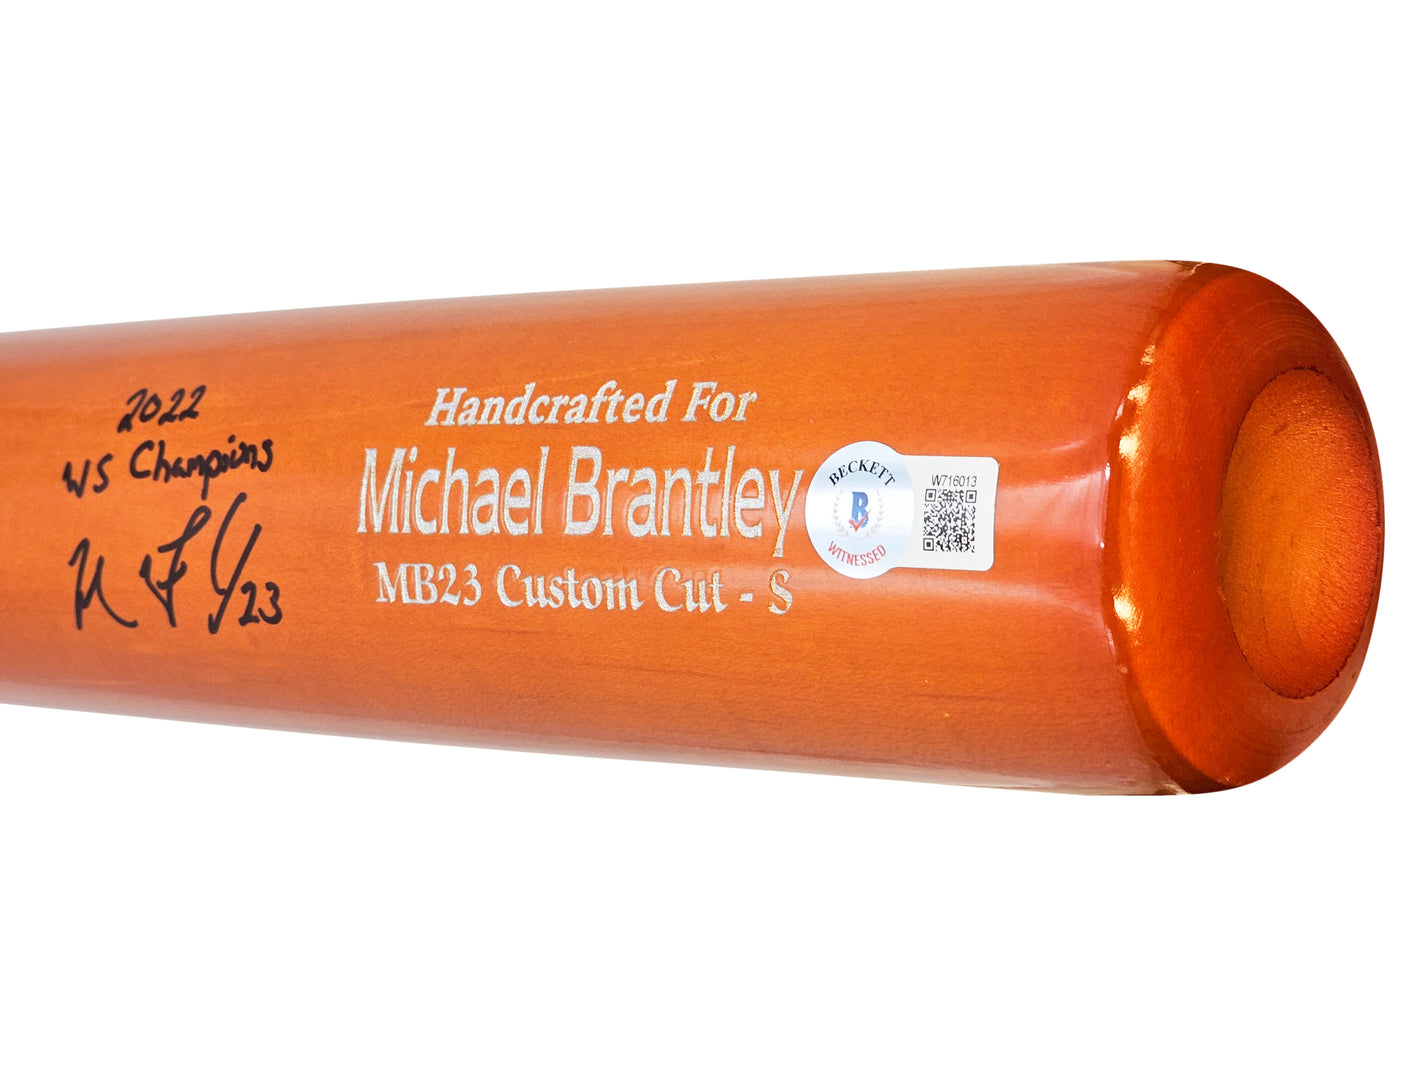 2022
WS Champions
/23
Handcrafted For
Michael Brantley
MB23 Custom Cut - S
BECKETT
B
WITNESSED
W716013